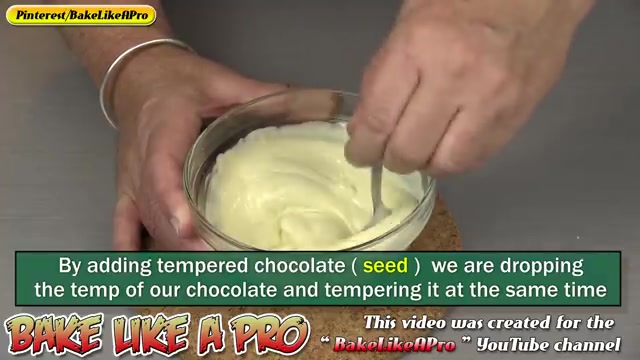 Pinterest/BakeLikeAPro
By adding tempered chocolate ( seed ) we are dropping
the temp of our chocolate and tempering it at the same time
BAKE LIKE A PRO
This video was created for the
“ BakeLikeAPro ” YouTube channel